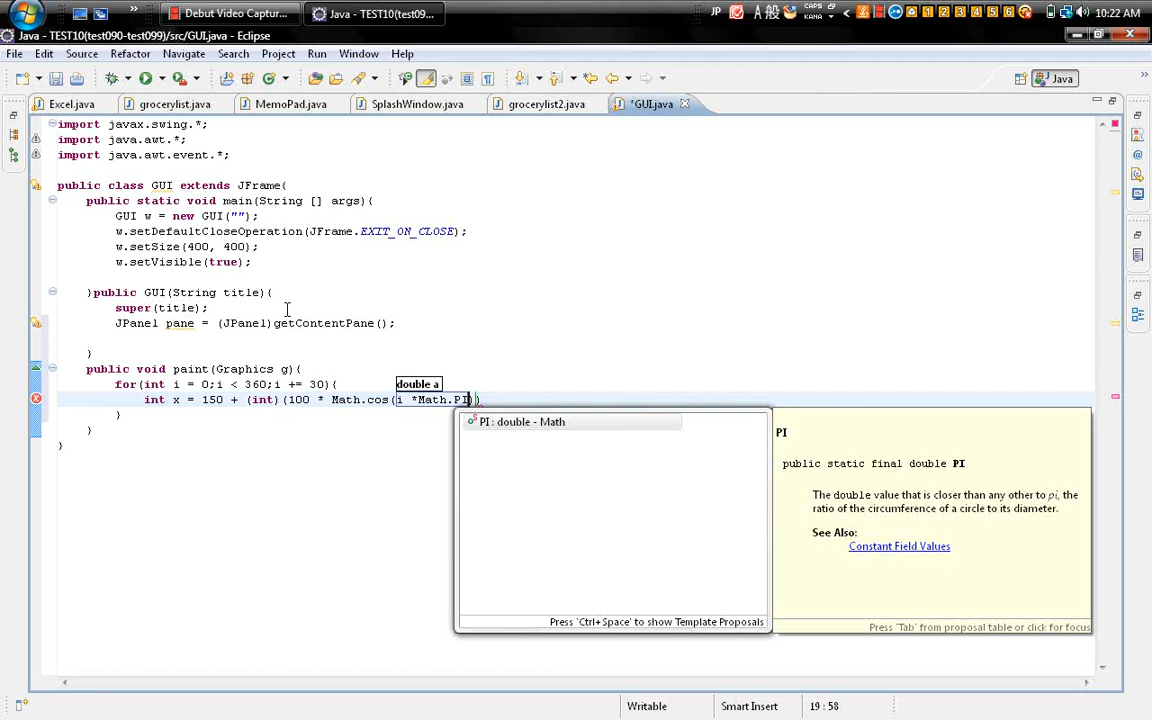 Debut Video Captur...
Java - TEST10(test09...
JP
A 般
CAPS
KANA
10:22 AM
Java - TEST10(test090-test099)/src/GUI.java - Eclipse
File Edit Source Refactor Navigate Search Project Run Window Help
Java
Excel.java grocerylist.java MemoPad.java SplashWindow.java grocerylist2.java *GUI.java
import javax.swing.*;
import java.awt.*;
import java.awt.event.*;
public class GUI extends JFrame{
public static void main(String [] args){
GUI w = new GUI("");
w.setDefaultCloseOperation(JFrame.EXIT_ON_CLOSE);
w.setSize(400, 400);
w.setVisible(true);
}public GUI(String title){
super(title);
JPanel pane = (JPanel)getContentPane();
}
public void paint(Graphics g){
for(int i = 0;i < 360;i += 30){
double a
int x = 150 + (int)(100 * Math.cos(i *Math.PI))
}
}
}
PI : double - Math
Press 'Ctrl+Space' to show Template Proposals
PI
public static final double PI
The double value that is closer than any other to pi, the
ratio of the circumference of a circle to its diameter.
See Also:
Constant Field Values
Press 'Tab' from proposal table or click for focus
Writable Smart Insert 19 : 58